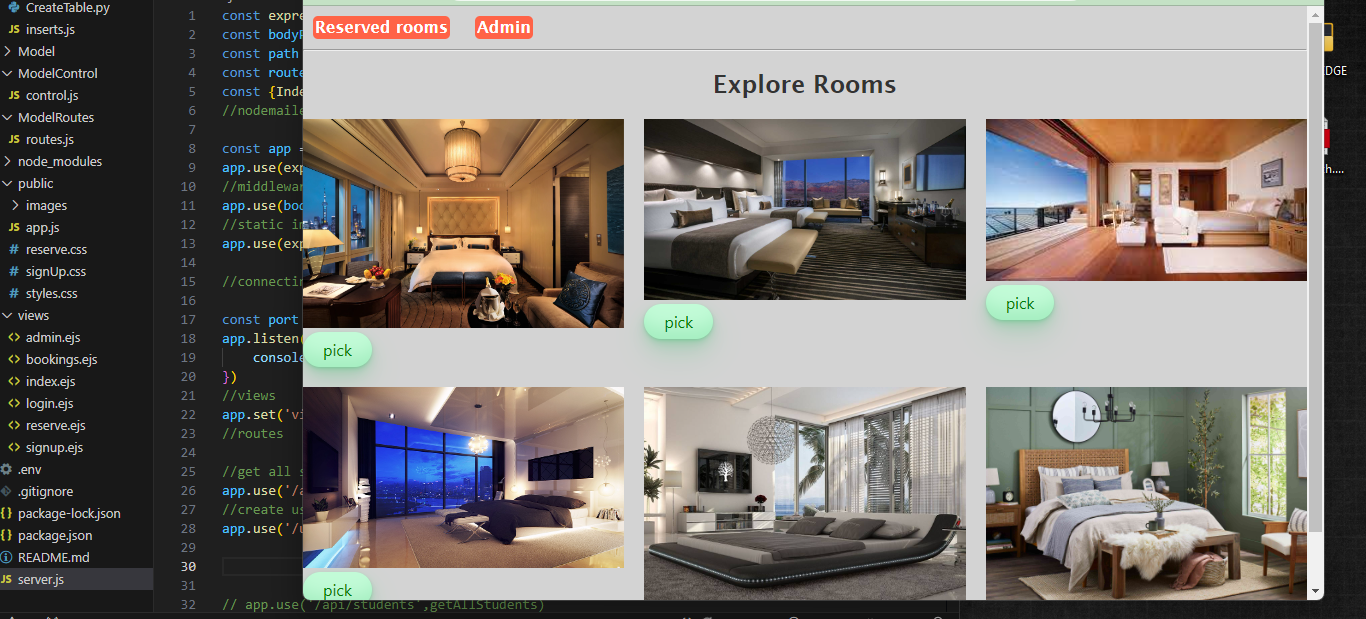 CreateTable.py
JS inserts.js
Model
ModelControl
JS control.js
ModelRoutes
JS routes.js
node_modules
public
images
JS app.js
# reserve.css
# signUp.css
# styles.css
views
<> admin.ejs
<> bookings.ejs
<> index.ejs
<> login.ejs
<> reserve.ejs
<> signup.ejs
.env
.gitignore
{} package-lock.json
{} package.json
README.md
JS server.js
1 const expre
2 const bodyP
3 const path
4 const route
5 const {Inde
6 //nodemaile
7
8 const app =
9 app.use(exp
10 //middlewar
11 app.use(bod
12 //static im
13 app.use(exp
14
15 //connectin
16
17 const port
18 app.listen(
19 console
20 })
21 //views
22 app.set('vi
23 //routes
24
25 //get all s
26 app.use('/a
27 //create us
28 app.use('/u
29
30
31
32 // app.use('/api/students',getAllStudents)
Reserved rooms Admin
Explore Rooms
pick
pick
pick
pick
DGE
h....